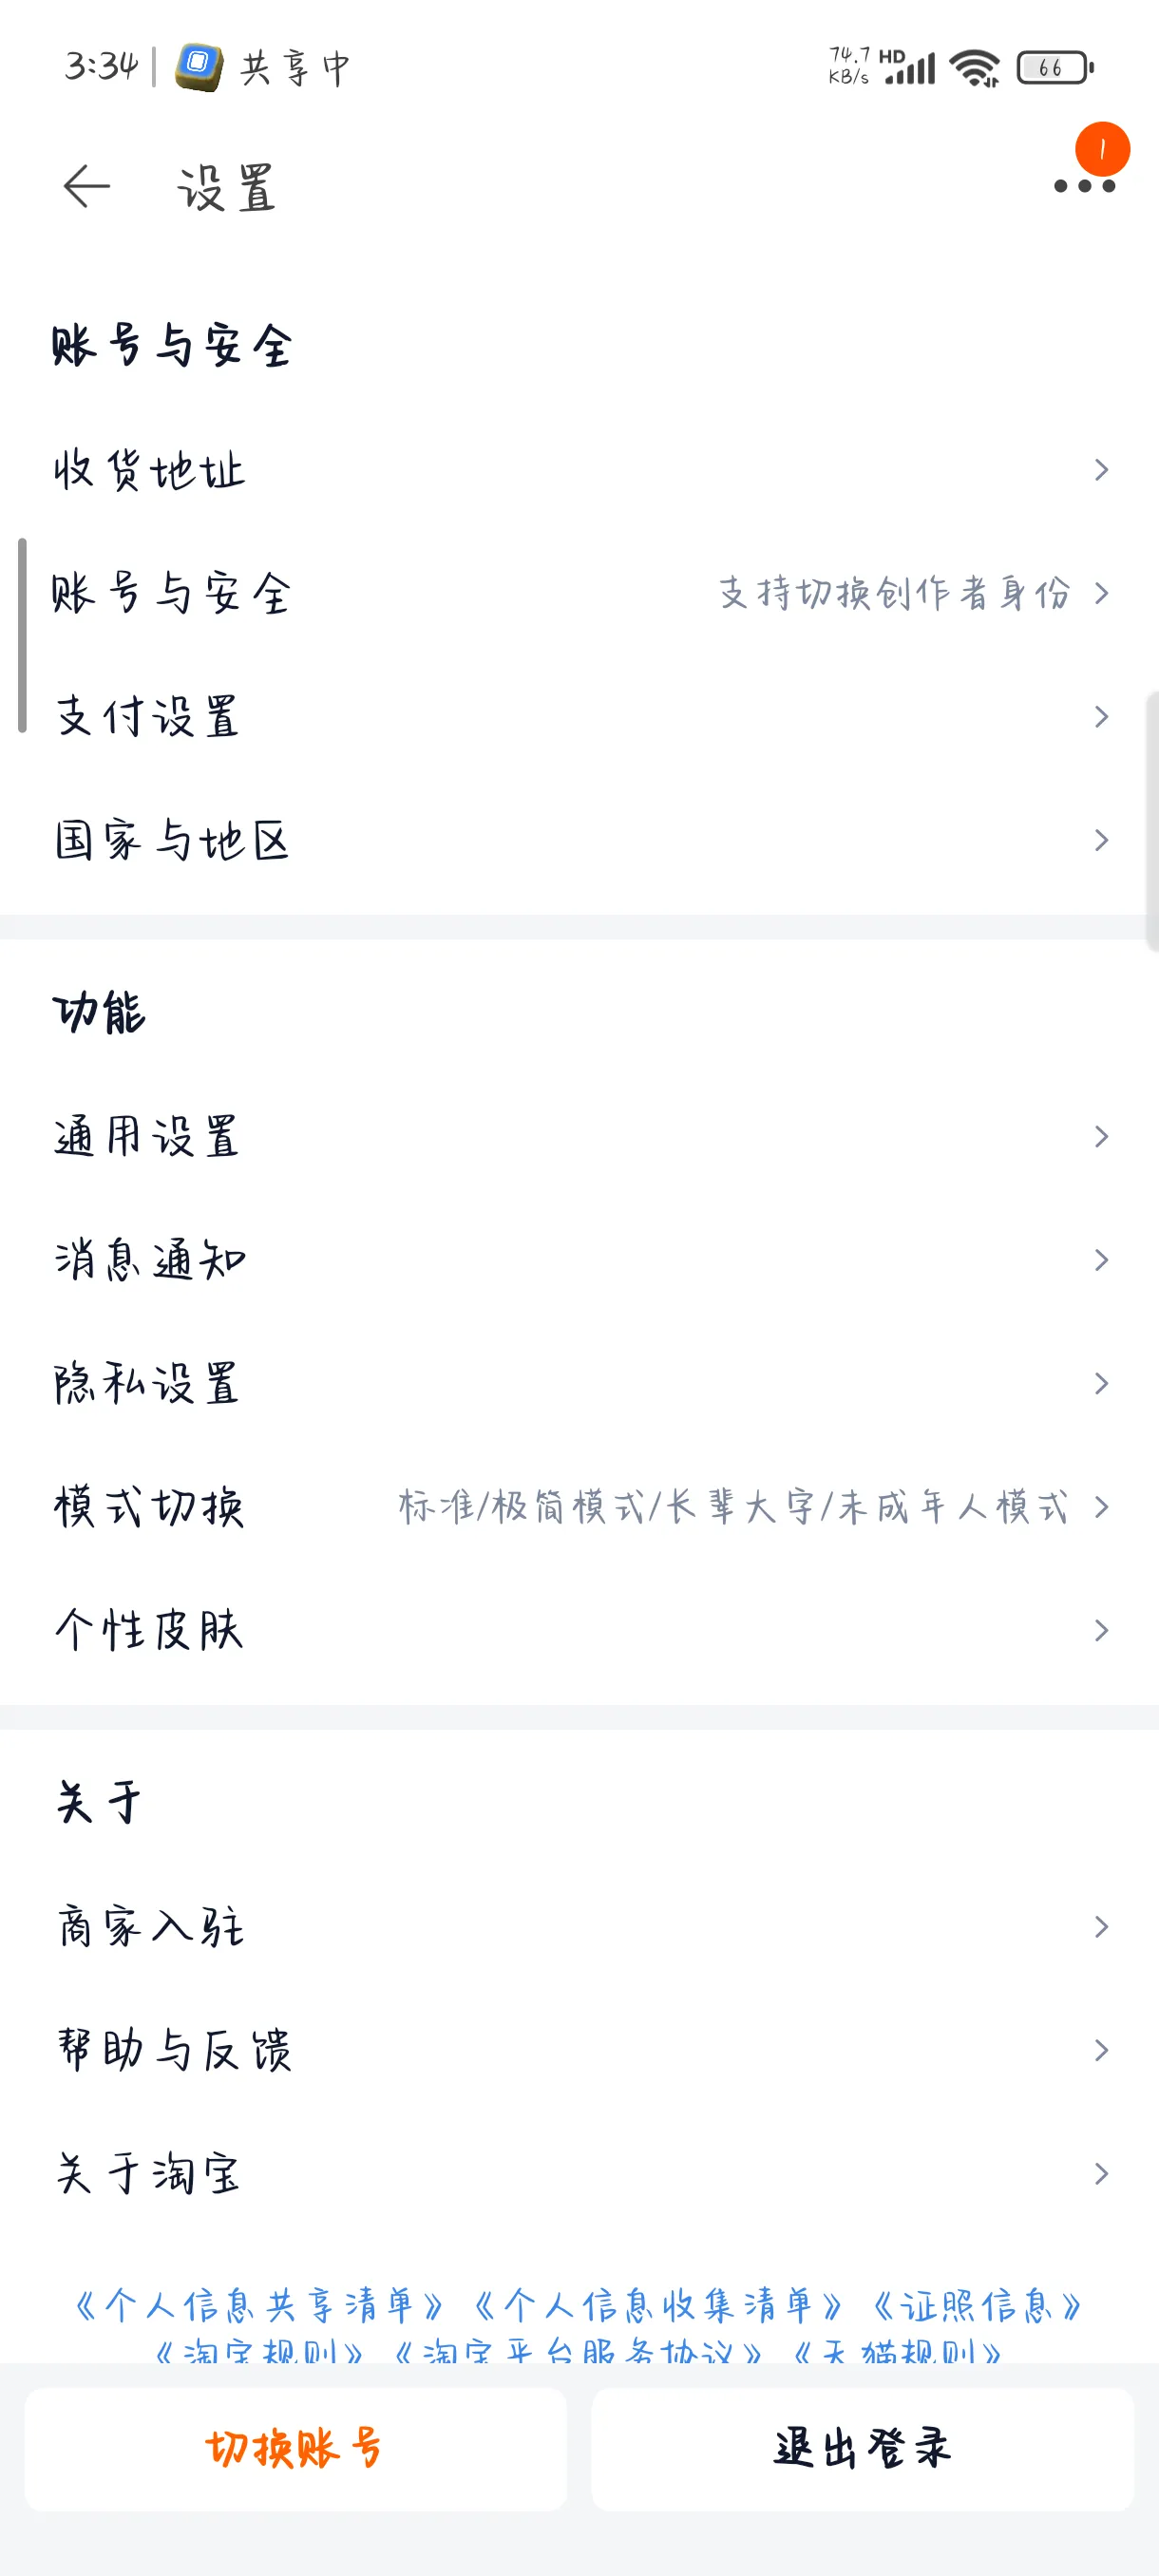 3:34 共享中 74.7 KB/s HD 66
设置 1
账号与安全
收货地址
账号与安全 支持切换创作者身份
支付设置
国家与地区
功能
通用设置
消息通知
隐私设置
模式切换 标准/极简模式/长辈大字/未成年人模式
个性皮肤
关于
商家入驻
帮助与反馈
关于淘宝
《个人信息共享清单》《个人信息收集清单》《证照信息》
《淘宝规则》《淘宝平台服务协议》《天猫规则》
切换账号 退出登录